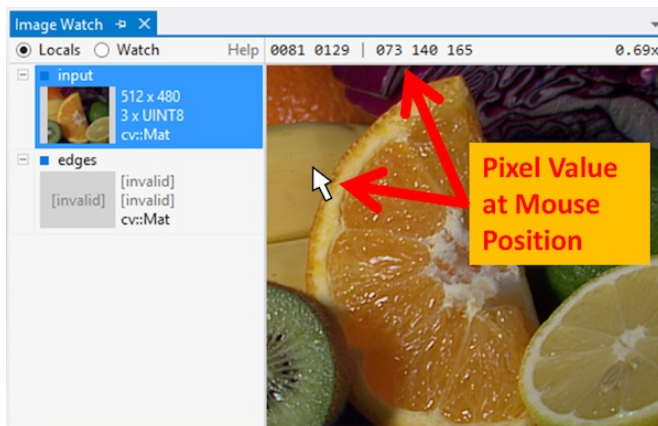 Image Watch
Locals Watch Help 0081 0129 | 073 140 165 0.69x
input
512 x 480
3 x UINT8
cv::Mat
edges
[invalid]
[invalid]
[invalid]
cv::Mat
Pixel Value
at Mouse
Position